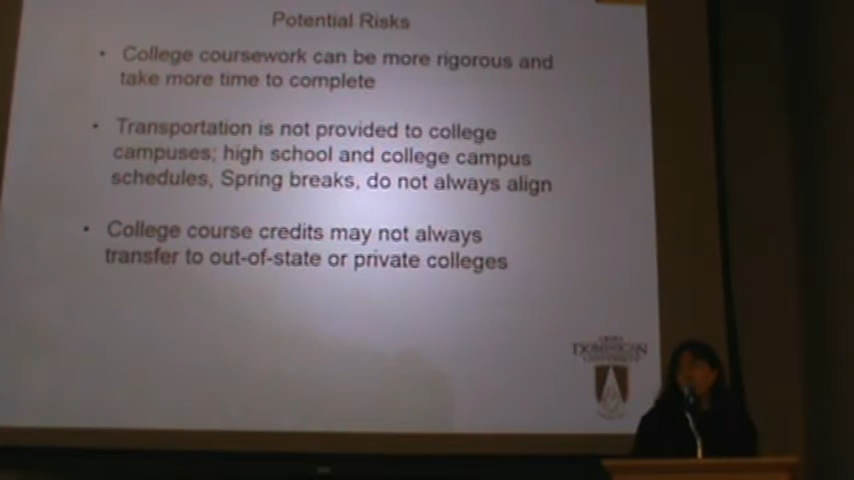 Potential Risks
• College coursework can be more rigorous and
take more time to complete
• Transportation is not provided to college
campuses; high school and college campus
schedules, Spring breaks, do not always align
• College course credits may not always
transfer to out-of-state or private colleges
OHIO
DOMINICAN
UNIVERSITY